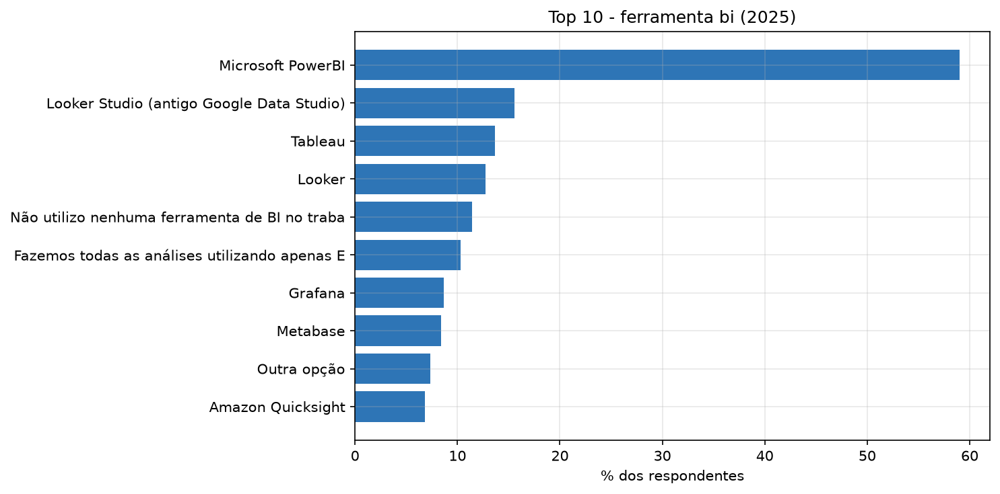 Top 10 - ferramenta bi (2025)
Microsoft PowerBI
Looker Studio (antigo Google Data Studio)
Tableau
Looker
Não utilizo nenhuma ferramenta de BI no traba
Fazemos todas as análises utilizando apenas E
Grafana
Metabase
Outra opção
Amazon Quicksight
0 10 20 30 40 50 60
% dos respondentes